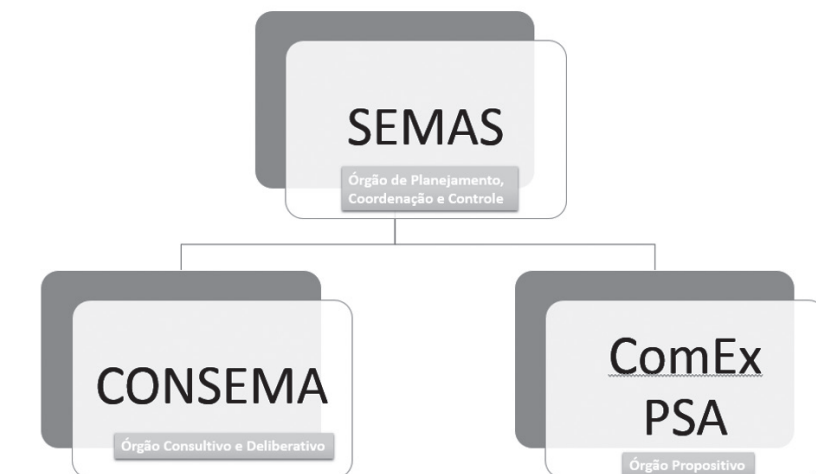 SEMAS
Órgão de Planejamento,
Coordenação e Controle
CONSEMA
Órgão Consultivo e Deliberativo
ComEx
PSA
Órgão Propositivo